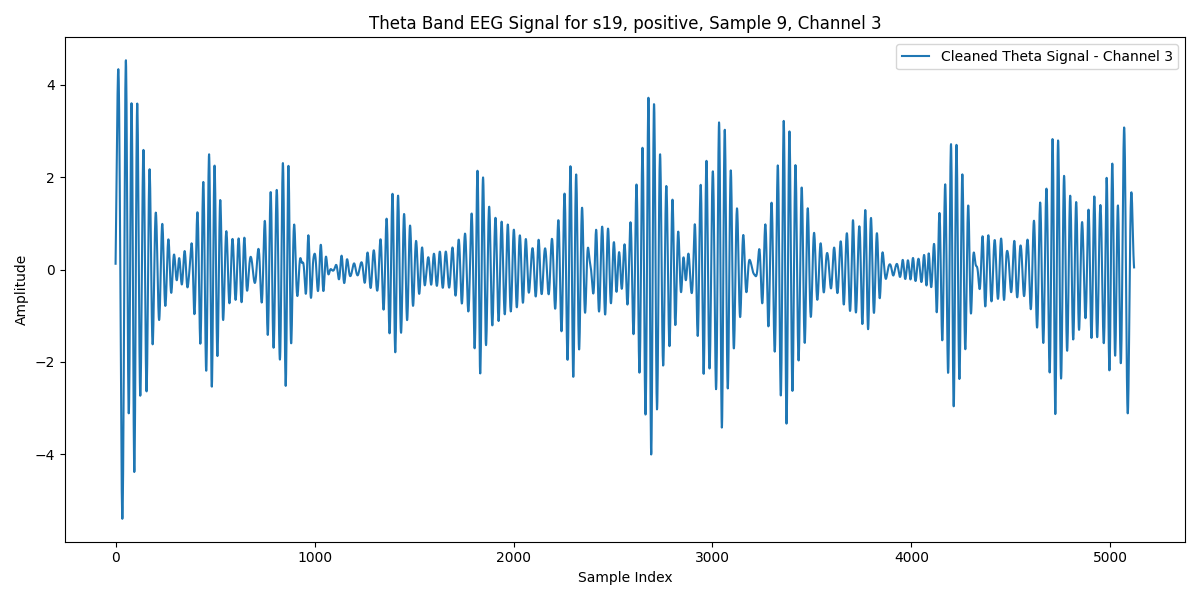 Theta Band EEG Signal for s19, positive, Sample 9, Channel 3
Cleaned Theta Signal - Channel 3
Amplitude
4
2
0
−2
−4
0 1000 2000 3000 4000 5000
Sample Index